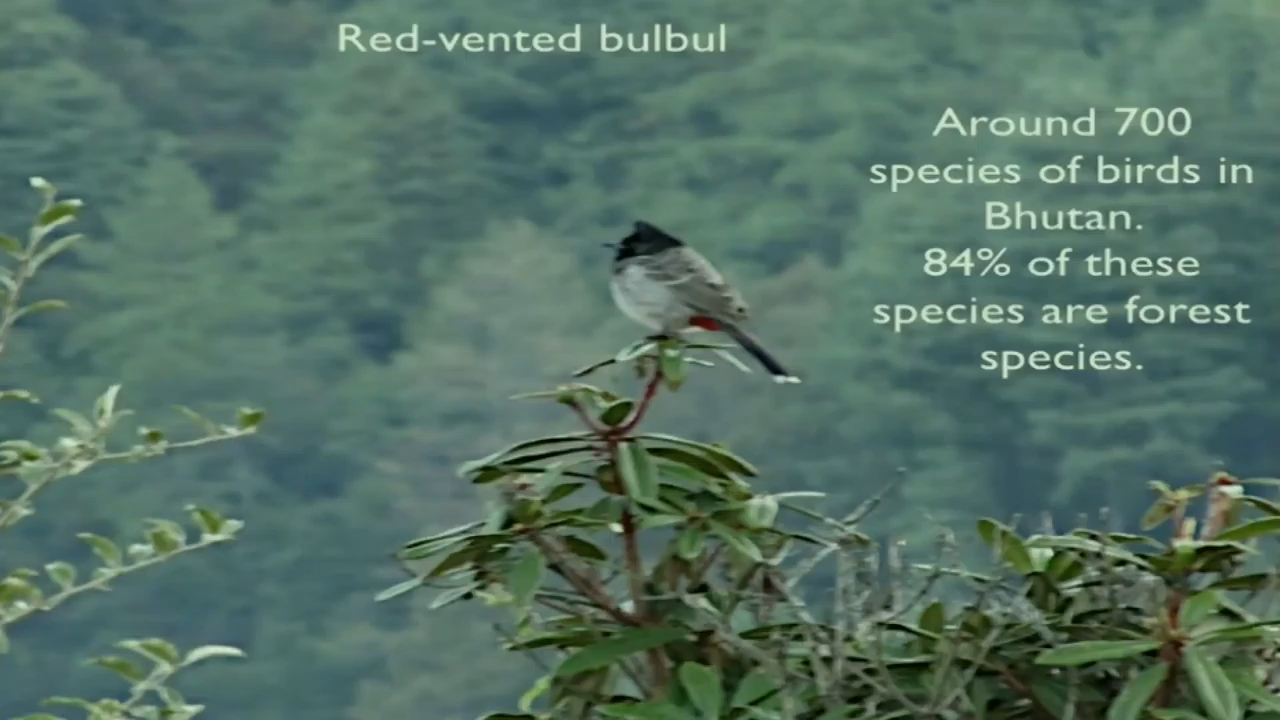 Red-vented bulbul
Around 700
species of birds in
Bhutan.
84% of these
species are forest
species.